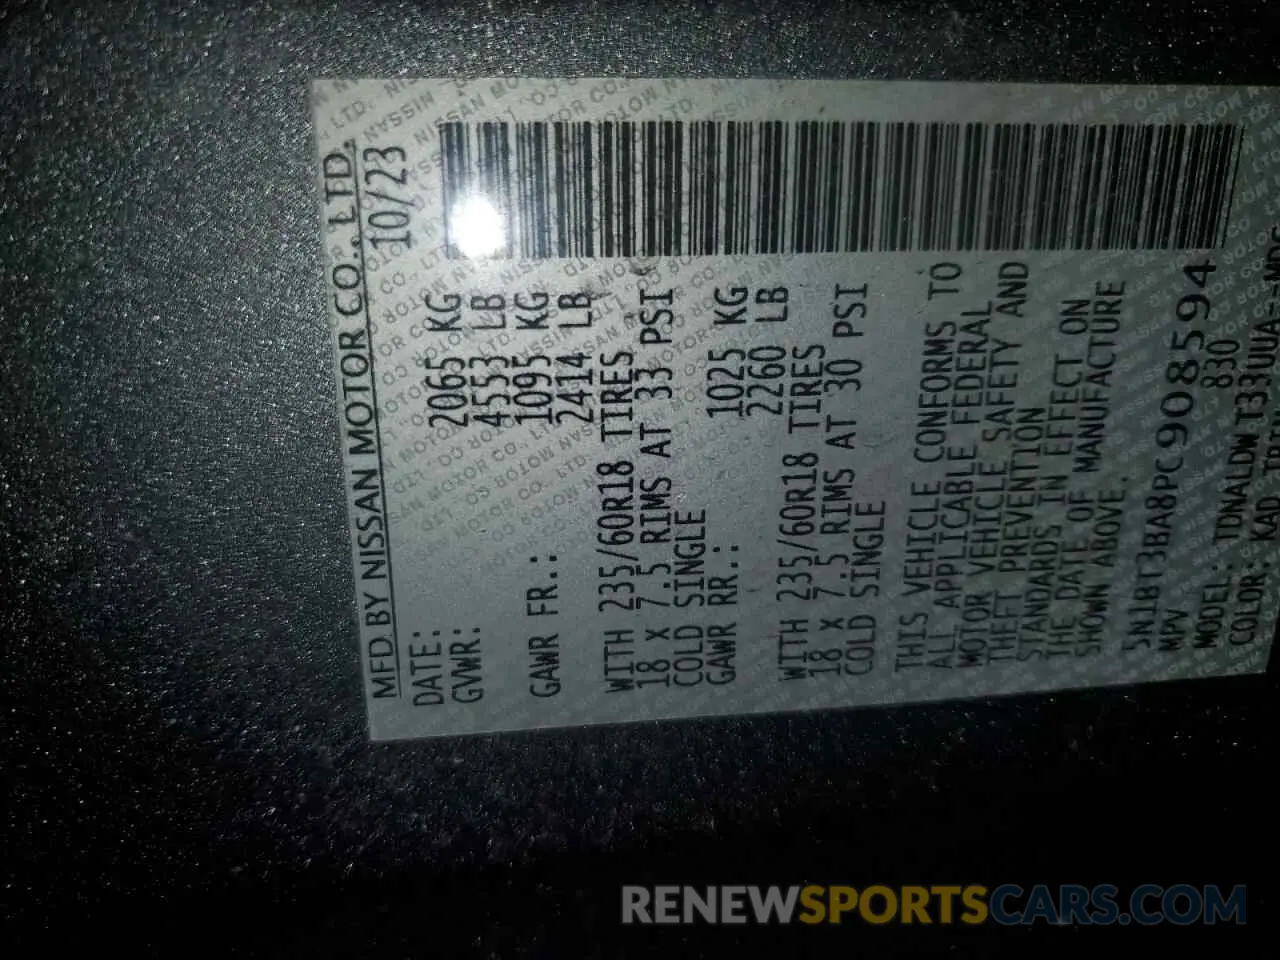 MFD. BY NISSAN MOTOR CO., LTD.
DATE: 10/23
GVWR: 2065 KG
4553 LB
GAWR FR.: 1095 KG
2414 LB
WITH 235/60R18 TIRES
18 X 7.5 RIMS AT 33 PSI
COLD SINGLE
GAWR RR.: 1025 KG
2260 LB
WITH 235/60R18 TIRES
18 X 7.5 RIMS AT 30 PSI
COLD SINGLE
THIS VEHICLE CONFORMS TO
ALL APPLICABLE FEDERAL
MOTOR VEHICLE SAFETY AND
THEFT PREVENTION
STANDARDS IN EFFECT ON
THE DATE OF MANUFACTURE
SHOWN ABOVE.
5N1BT3BA8PC908594
MPV 830
MODEL: TDNALDWT33UUA--MDE
COLOR: KAD
RENEWSPORTSCARS.COM